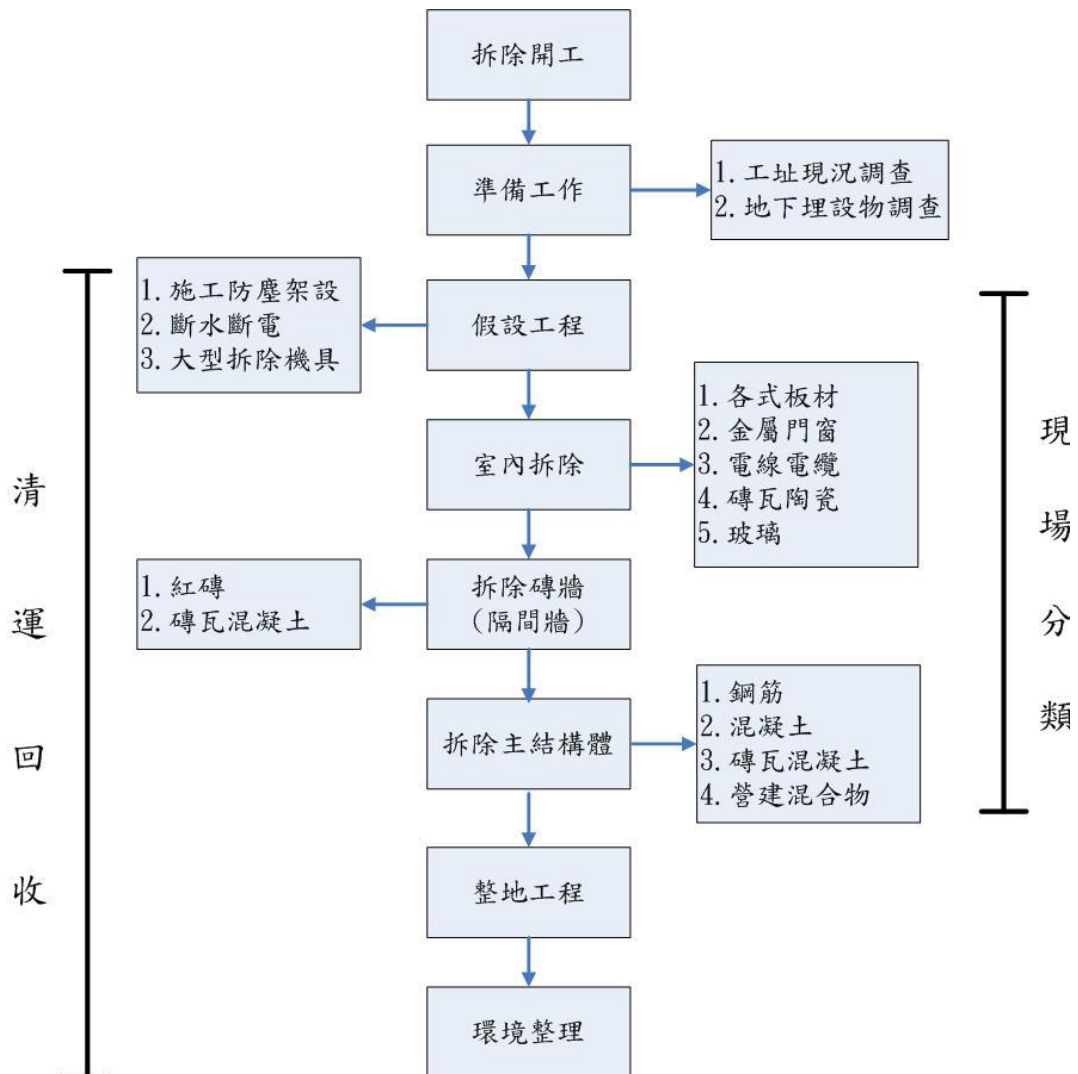 拆除開工
準備工作
1.工址現況調查
2.地下埋設物調查
假設工程
1.施工防塵架設
2.斷水斷電
3.大型拆除機具
室內拆除
1.各式板材
2.金屬門窗
3.電線電纜
4.磚瓦陶瓷
5.玻璃
拆除磚牆
(隔間牆)
1.紅磚
2.磚瓦混凝土
拆除主結構體
1.鋼筋
2.混凝土
3.磚瓦混凝土
4.營建混合物
整地工程
環境整理
清運回收
現場分類